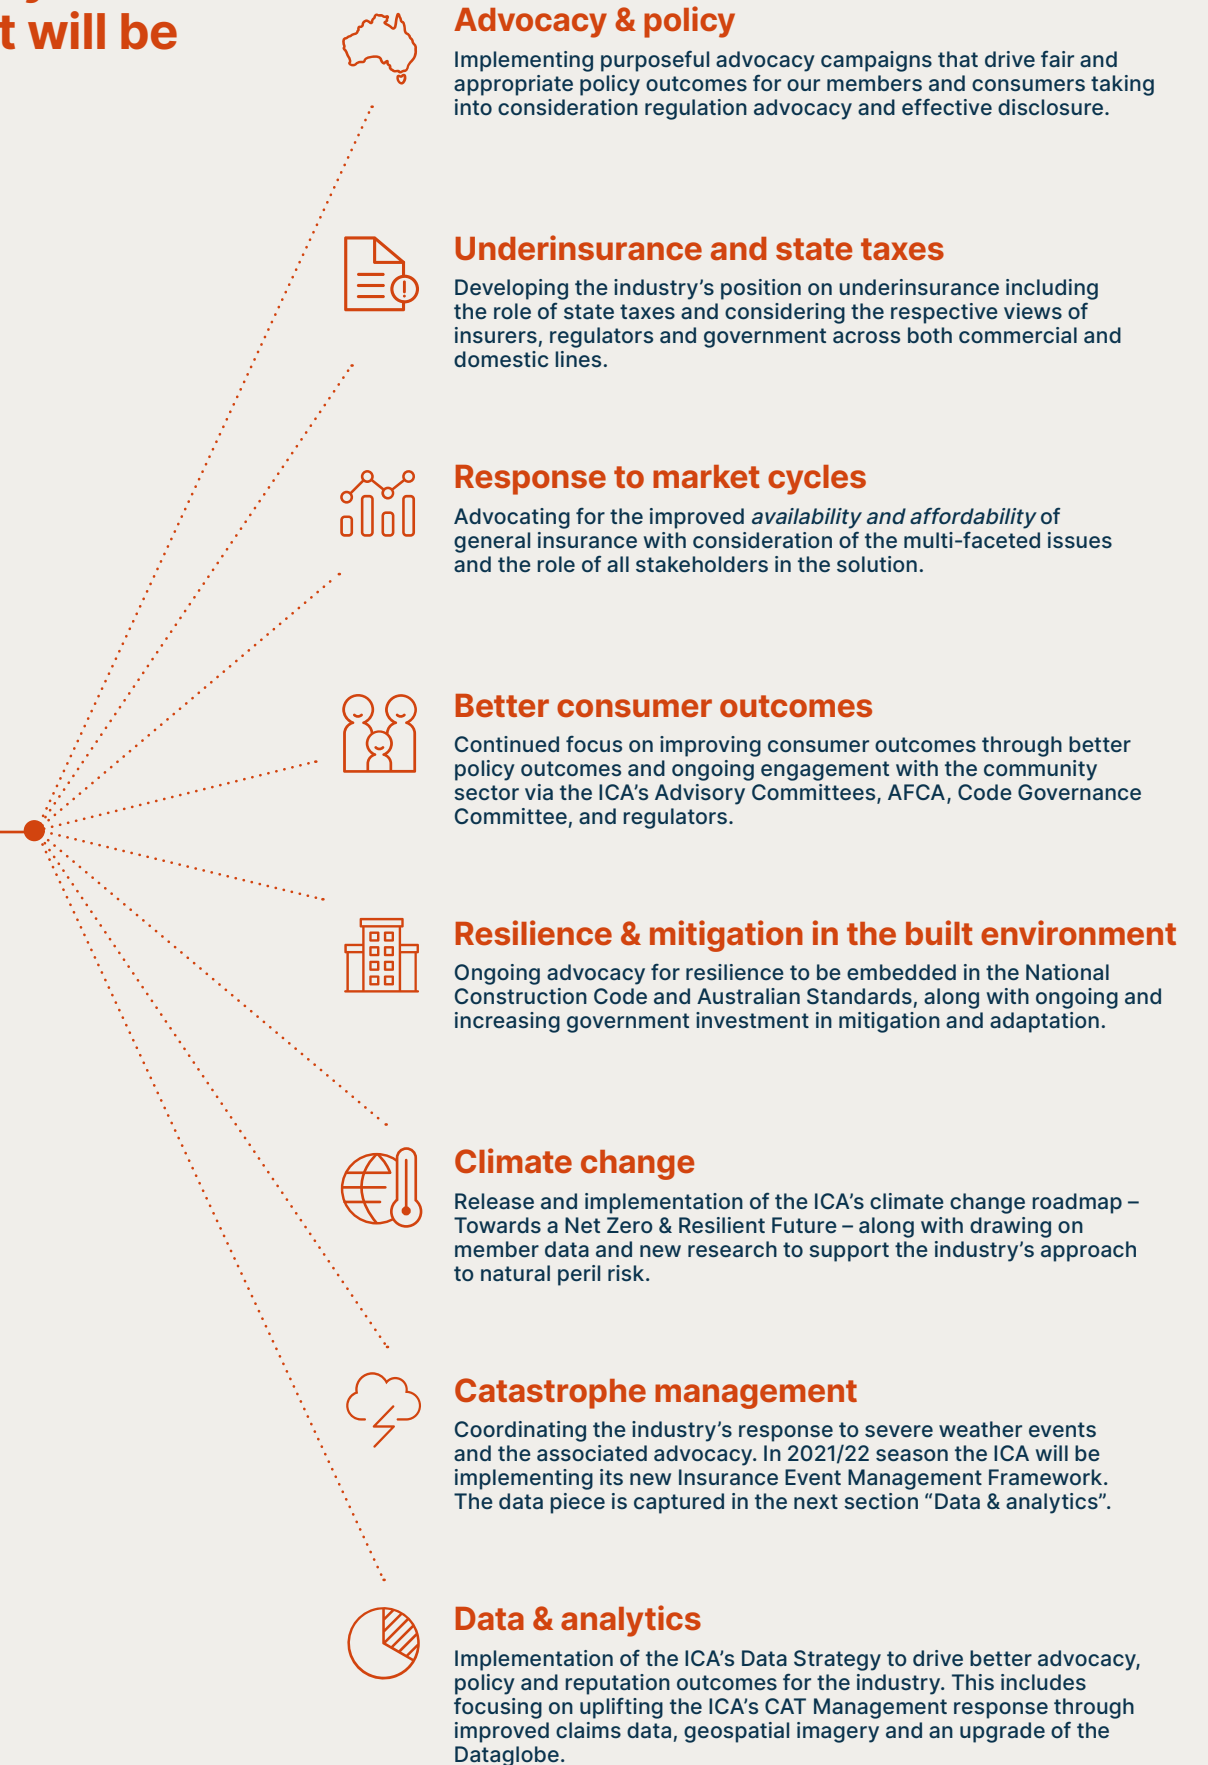 t will be
Advocacy & policy
Implementing purposeful advocacy campaigns that drive fair and
appropriate policy outcomes for our members and consumers taking
into consideration regulation advocacy and effective disclosure.
Underinsurance and state taxes
Developing the industry’s position on underinsurance including
the role of state taxes and considering the respective views of
insurers, regulators and government across both commercial and
domestic lines.
Response to market cycles
Advocating for the improved availability and affordability of
general insurance with consideration of the multi-faceted issues
and the role of all stakeholders in the solution.
Better consumer outcomes
Continued focus on improving consumer outcomes through better
policy outcomes and ongoing engagement with the community
sector via the ICA’s Advisory Committees, AFCA, Code Governance
Committee, and regulators.
Resilience & mitigation in the built environment
Ongoing advocacy for resilience to be embedded in the National
Construction Code and Australian Standards, along with ongoing and
increasing government investment in mitigation and adaptation.
Climate change
Release and implementation of the ICA’s climate change roadmap –
Towards a Net Zero & Resilient Future – along with drawing on
member data and new research to support the industry’s approach
to natural peril risk.
Catastrophe management
Coordinating the industry’s response to severe weather events
and the associated advocacy. In 2021/22 season the ICA will be
implementing its new Insurance Event Management Framework.
The data piece is captured in the next section “Data & analytics”.
Data & analytics
Implementation of the ICA’s Data Strategy to drive better advocacy,
policy and reputation outcomes for the industry. This includes
focusing on uplifting the ICA’s CAT Management response through
improved claims data, geospatial imagery and an upgrade of the
Dataglobe.